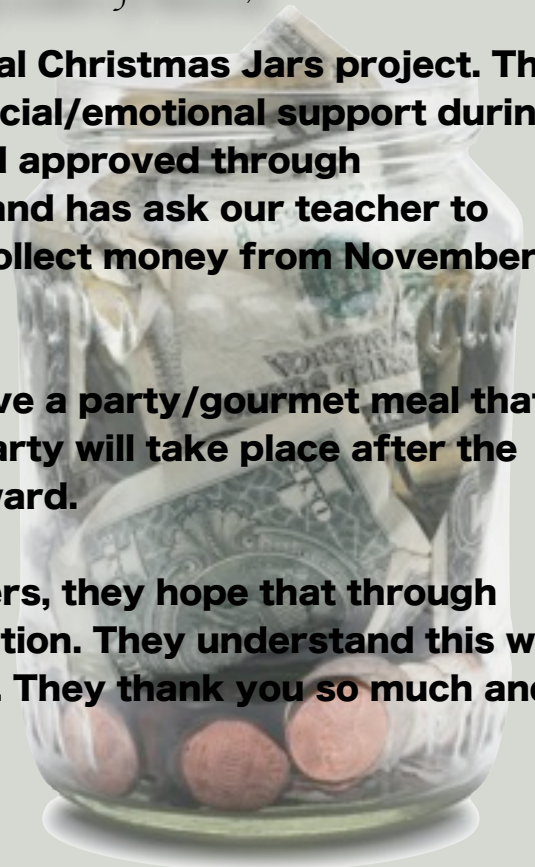 al Christmas Jars project. Th
cial/emotional support durin
l approved through
and has ask our teacher to
ollect money from November
ve a party/gourmet meal that
arty will take place after the
vard.
ers, they hope that through
tion. They understand this w
. They thank you so much and